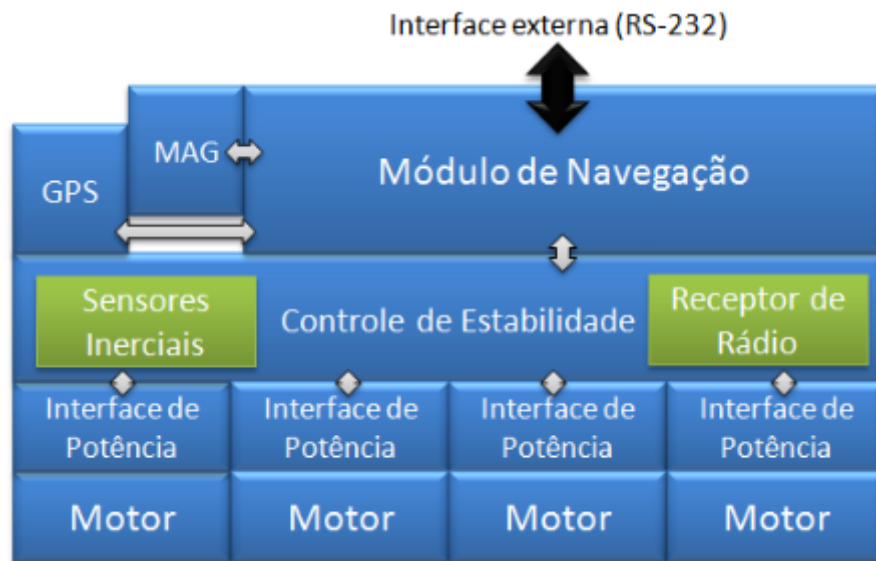 Interface externa (RS-232)
MAG
GPS
Módulo de Navegação
Sensores
Inerciais
Controle de Estabilidade
Receptor de
Rádio
Interface de
Potência
Interface de
Potência
Interface de
Potência
Interface de
Potência
Motor
Motor
Motor
Motor